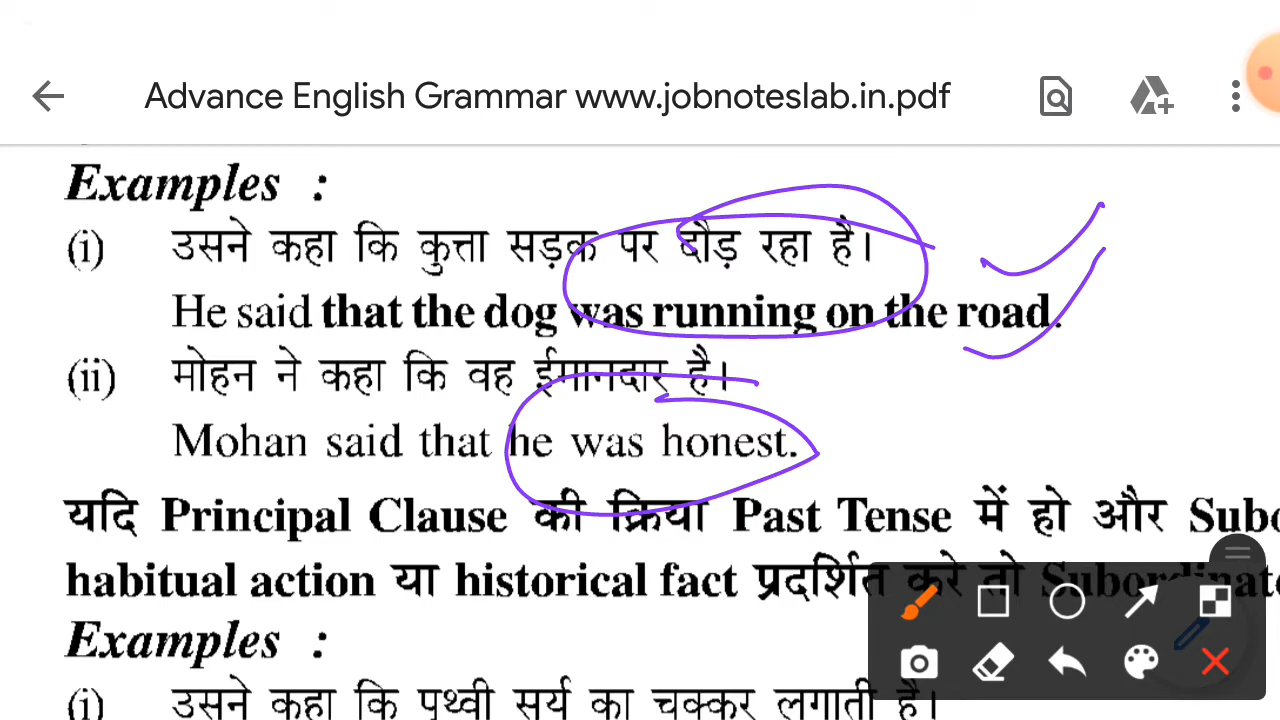 Advance English Grammar www.jobnoteslab.in.pdf
Examples :
(i) उसने कहा कि कुत्ता सड़क पर दौड़ रहा है।
He said that the dog was running on the road.
(ii) मोहन ने कहा कि वह ईमानदार है।
Mohan said that he was honest.
यदि Principal Clause की क्रिया Past Tense में हो और
habitual action या historical fact प्रदर्शित करे तो
Examples :
(i) उसने कहा कि पृथ्वी सूर्य का चक्कर लगाती है।